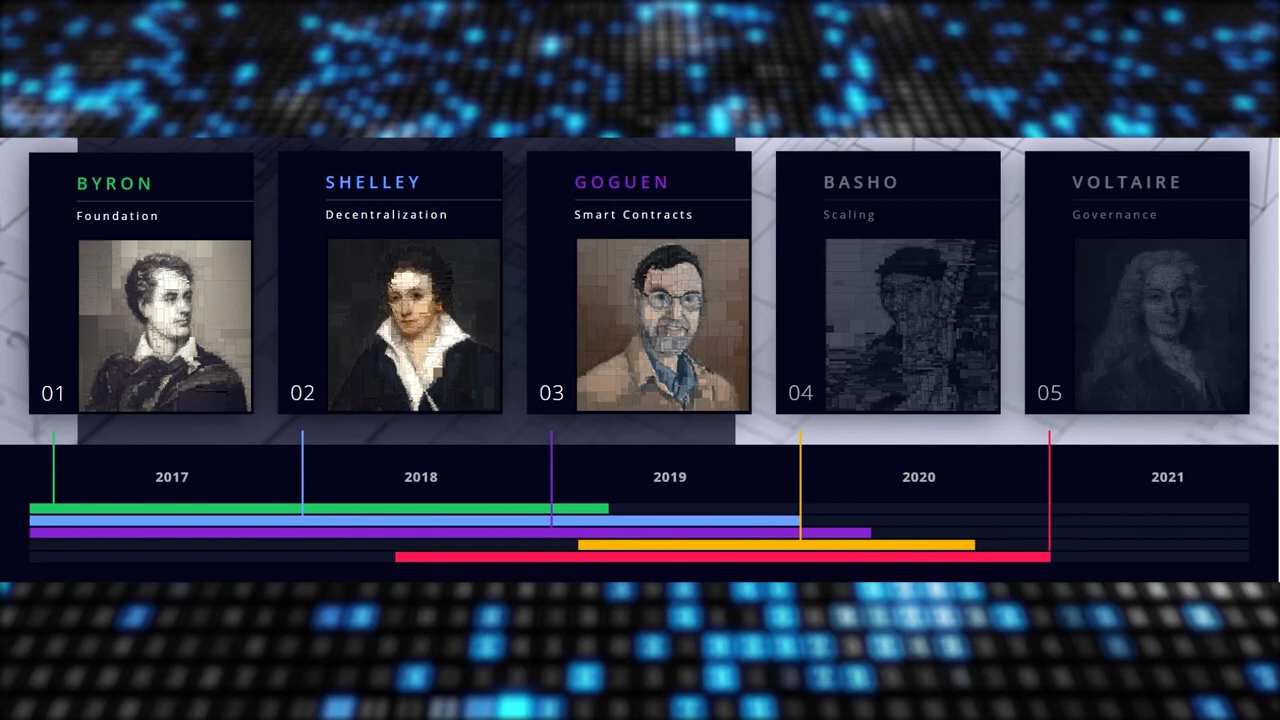 BYRON
Foundation
01
SHELLEY
Decentralization
02
GOGUEN
Smart Contracts
03
BASHO
Scaling
04
VOLTAIRE
Governance
05
2017 2018 2019 2020 2021